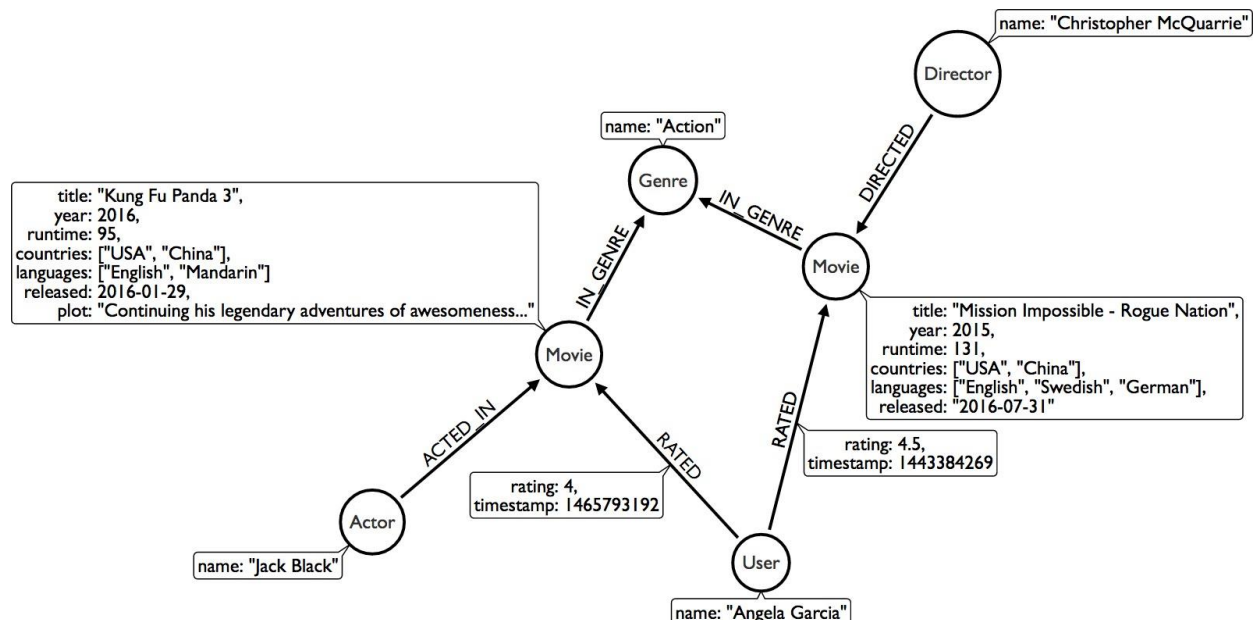 name: "Christopher McQuarrie"
Director
name: "Action"
DIRECTED
Genre
IN_GENRE
title: "Kung Fu Panda 3",
year: 2016,
runtime: 95,
countries: ["USA", "China"],
languages: ["English", "Mandarin"]
released: 2016-01-29,
plot: "Continuing his legendary adventures of awesomeness..."
IN_GENRE
Movie
title: "Mission Impossible - Rogue Nation",
year: 2015,
runtime: 131,
countries: ["USA", "China"],
languages: ["English", "Swedish", "German"],
released: "2016-07-31"
Movie
ACTED_IN
RATED
RATED
rating: 4.5,
timestamp: 1443384269
rating: 4,
timestamp: 1465793192
Actor
name: "Jack Black"
User
name: "Angela Garcia"